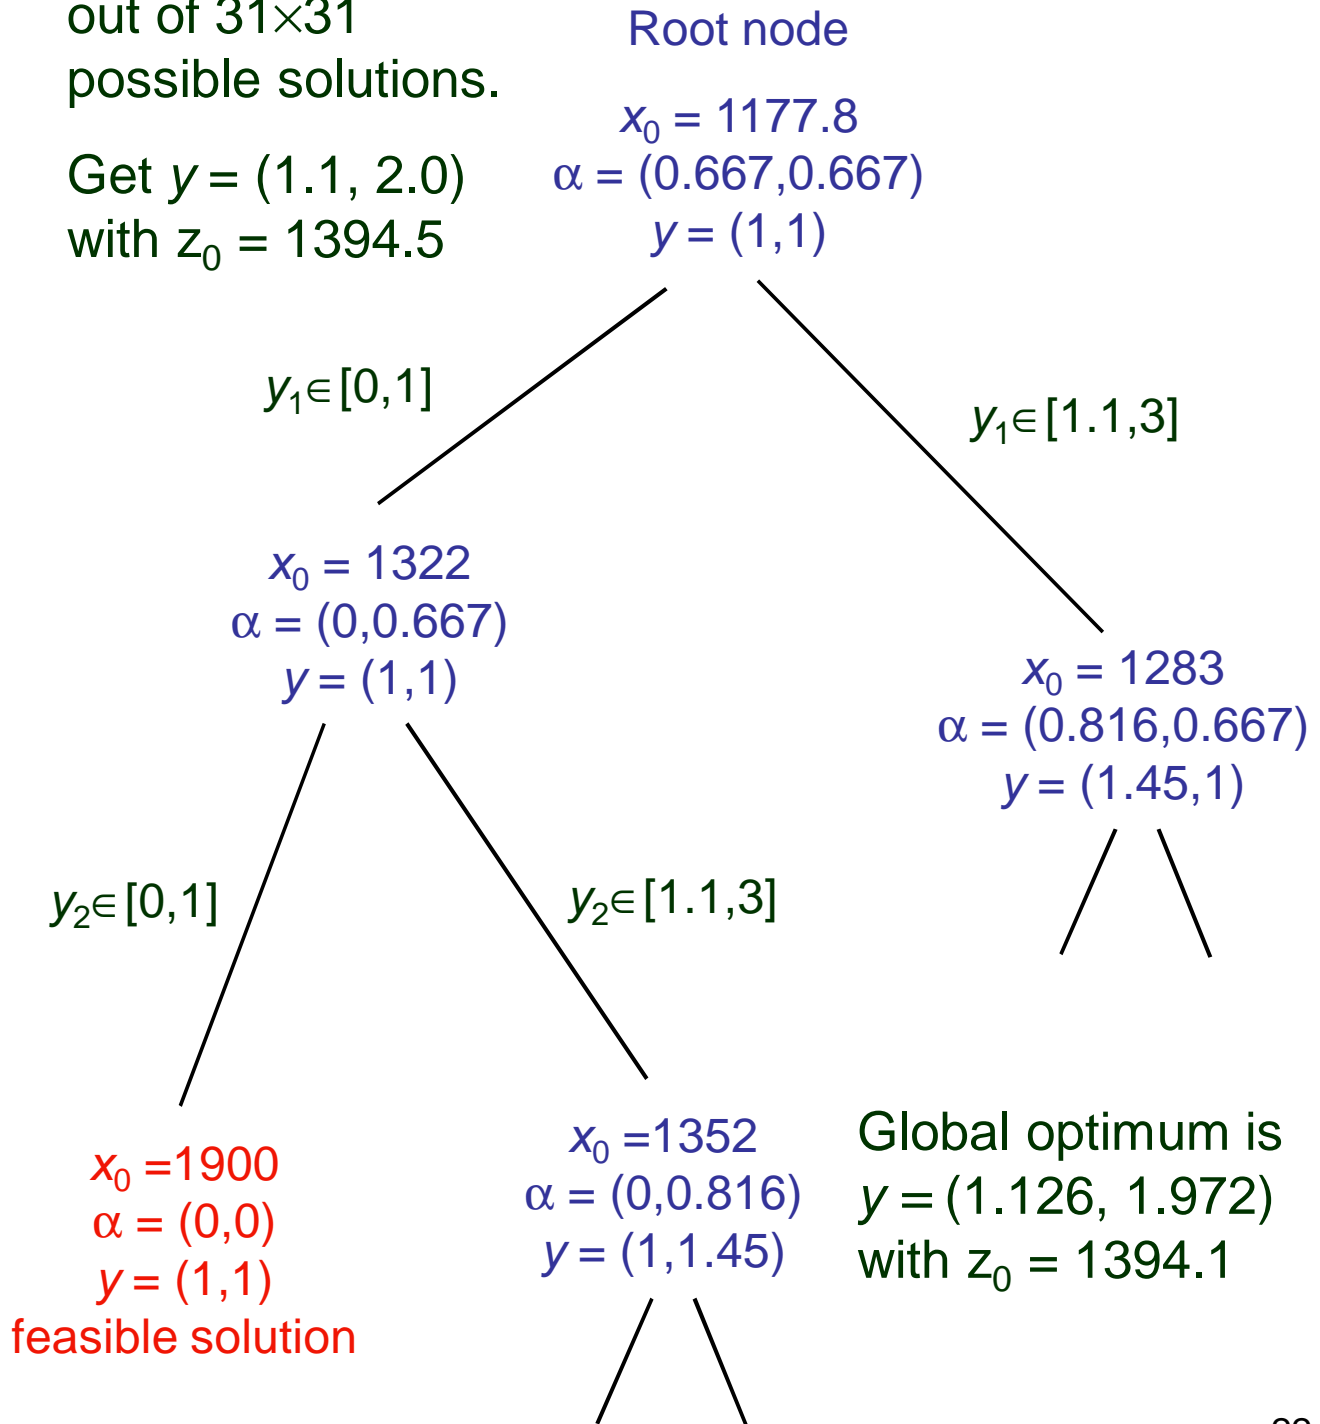 out of 31×31
possible solutions.
Get y = (1.1, 2.0)
with z₀ = 1394.5
Root node
x₀ = 1177.8
α = (0.667,0.667)
y = (1,1)
y₁∈[0,1]
y₁∈[1.1,3]
x₀ = 1322
α = (0,0.667)
y = (1,1)
x₀ = 1283
α = (0.816,0.667)
y = (1.45,1)
y₂∈[0,1]
y₂∈[1.1,3]
x₀ =1900
α = (0,0)
y = (1,1)
feasible solution
x₀ =1352
α = (0,0.816)
y = (1,1.45)
Global optimum is
y = (1.126, 1.972)
with z₀ = 1394.1